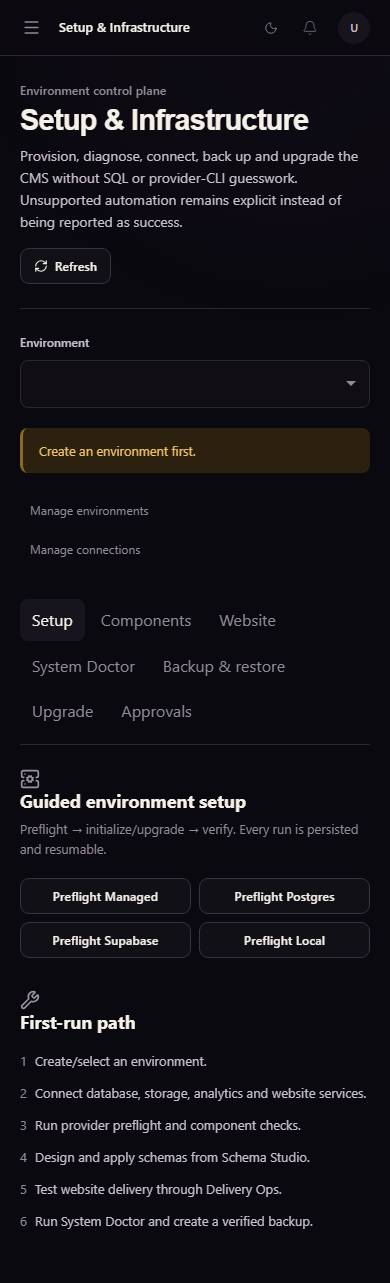 Setup & Infrastructure
U
Environment control plane
Setup & Infrastructure
Provision, diagnose, connect, back up and upgrade the
CMS without SQL or provider-CLI guesswork.
Unsupported automation remains explicit instead of
being reported as success.
Refresh
Environment
Create an environment first.
Manage environments
Manage connections
Setup Components Website
System Doctor Backup & restore
Upgrade Approvals
Guided environment setup
Preflight → initialize/upgrade → verify. Every run is persisted
and resumable.
Preflight Managed Preflight Postgres
Preflight Supabase Preflight Local
First-run path
1 Create/select an environment.
2 Connect database, storage, analytics and website services.
3 Run provider preflight and component checks.
4 Design and apply schemas from Schema Studio.
5 Test website delivery through Delivery Ops.
6 Run System Doctor and create a verified backup.